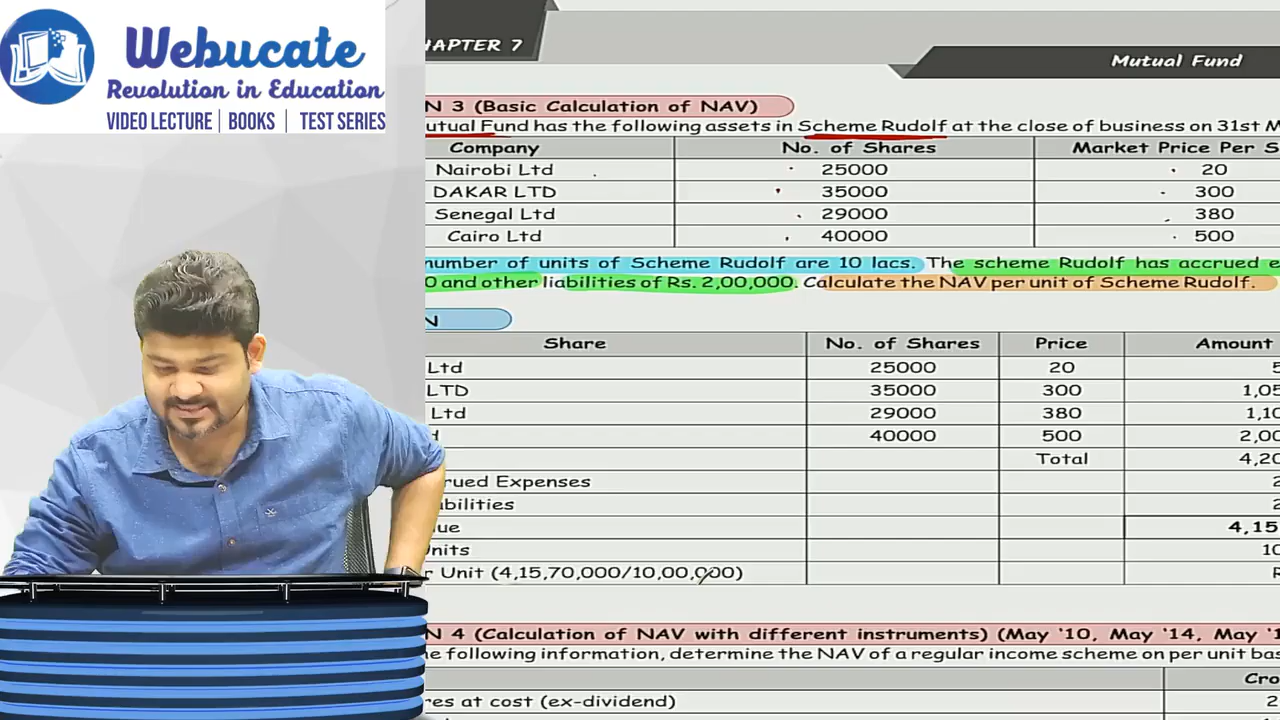 Webucate
Revolution in Education
VIDEO LECTURE | BOOKS | TEST SERIES
HAPTER 7
Mutual Fund
N 3 (Basic Calculation of NAV)
utual Fund has the following assets in Scheme Rudolf at the close of business on 31st M
Company No. of Shares Market Price Per S
Nairobi Ltd 25000 20
DAKAR LTD 35000 300
Senegal Ltd 29000 380
Cairo Ltd 40000 500
number of units of Scheme Rudolf are 10 lacs. The scheme Rudolf has accrued e
0 and other liabilities of Rs. 2,00,000. Calculate the NAV per unit of Scheme Rudolf.
N
Share No. of Shares Price Amount
Ltd 25000 20 5
LTD 35000 300 1,05
Ltd 29000 380 1,10
d 40000 500 2,00
Total 4,20
rued Expenses 2
abilities 2
ue 4,15
Units 10
r Unit (4,15,70,000/10,00,000) R
N 4 (Calculation of NAV with different instruments) (May '10, May '14, May '1
he following information, determine the NAV of a regular income scheme on per unit bas
Cro
res at cost (ex-dividend) 2